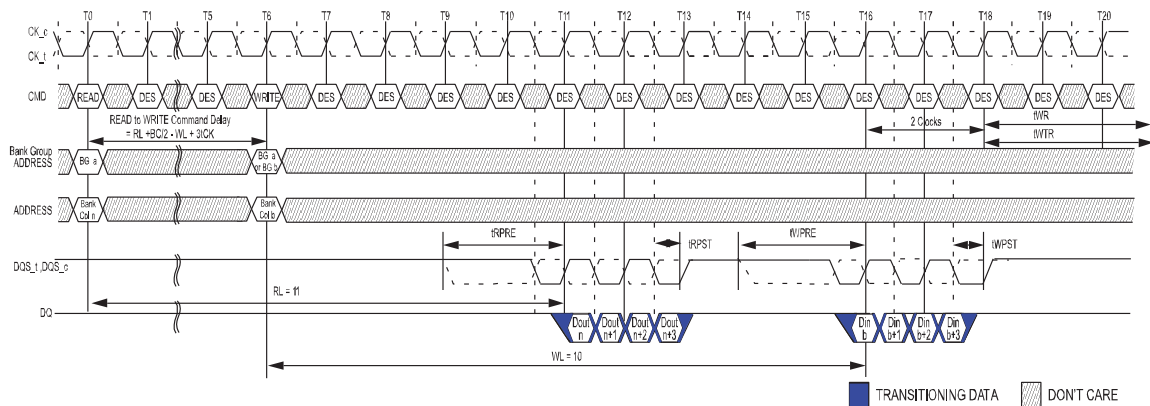 T0 T1 T5 T6 T7 T8 T9 T10 T11 T12 T13 T14 T15 T16 T17 T18 T19 T20
CK_c
CK_t
CMD READ DES DES WRITE DES DES DES DES DES DES DES DES DES DES DES DES DES DES
READ to WRITE Command Delay
= RL +BC/2 - WL + 3tCK
2 Clocks
tWR
tWTR
Bank Group
ADDRESS
BG a
BG a
or BG b
ADDRESS
Bank
Col n
Bank
Col b
tRPRE tRPST tWPRE tWPST
DQS_t ,DQS_c
RL = 11
DQ
Dout
n
Dout
n+1
Dout
n+2
Dout
n+3
Din
b
Din
b+1
Din
b+2
Din
b+3
WL = 10
TRANSITIONING DATA DON'T CARE